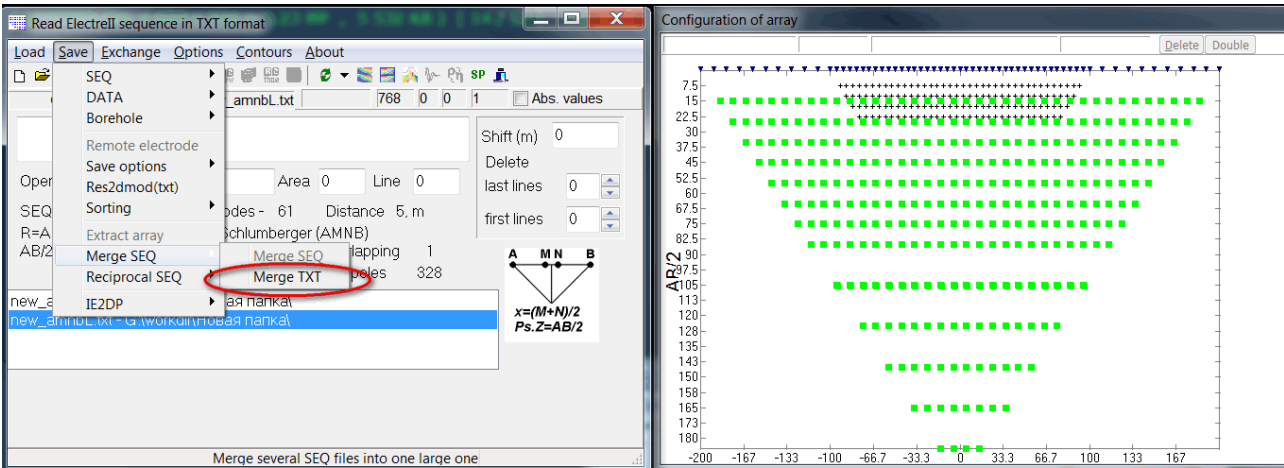 Read ElectreII sequence in TXT format
Load Save Exchange Options Contours About
SP
_amnbL.txt 768 0 0 1 Abs. values
SEQ
DATA
Borehole
Remote electrode
Save options
Res2dmod(txt)
Sorting
Extract array
Merge SEQ
Reciprocal SEQ
IE2DP
Merge SEQ
Merge TXT
Shift (m) 0
Delete
last lines 0
first lines 0
Oper Area 0 Line 0
SEQ odes - 61 Distance 5, m
R=A Schlumberger (AMNB)
AB/2 lapping 1
poles 328
A M N B
x=(M+N)/2
Ps.Z=AB/2
new_a ая папка\
new_amnbL.txt - G:\workdir\Новая папка\
Merge several SEQ files into one large one
Configuration of array
Delete Double
AB/2
7.5
15
22.5
30
37.5
45
52.5
60
67.5
75
82.5
90
97.5
105
113
120
128
135
143
150
158
165
173
180
-200 -167 -133 -100 -66.7 -33.3 0 33.3 66.7 100 133 167